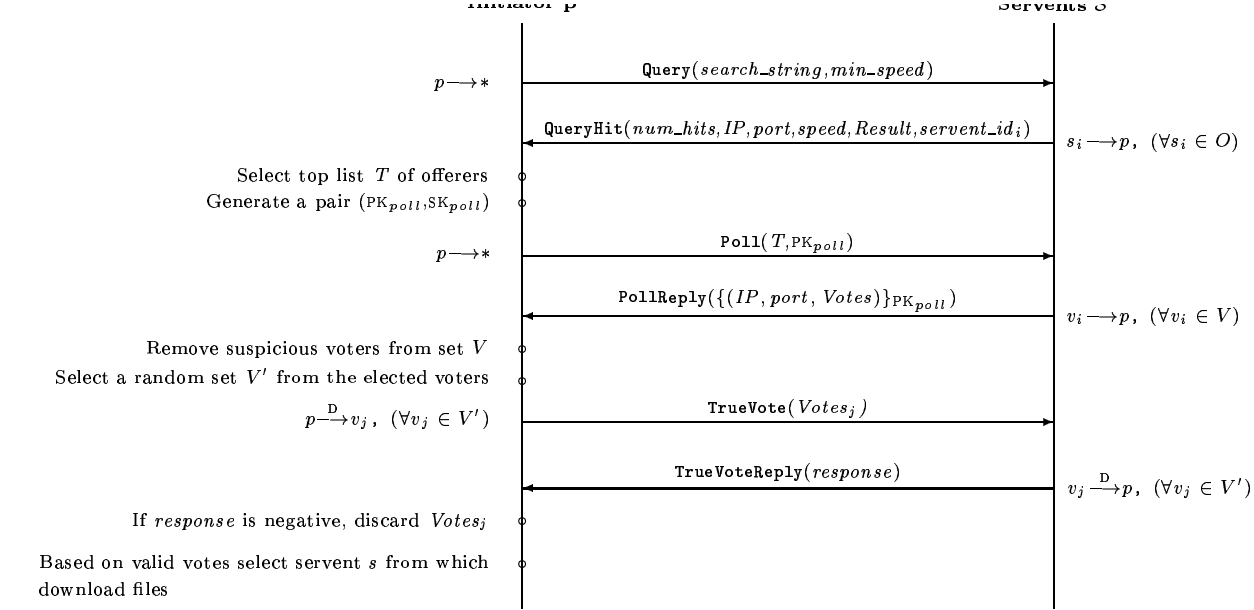 Initiator p Servents S
Query(search_string,min_speed)
p⟶*
QueryHit(num_hits,IP,port,speed,Result,servent_id_i)
s_i⟶p, (∀s_i ∈ O)
Select top list T of offerers
Generate a pair (PK_poll,SK_poll)
Poll(T,PK_poll)
p⟶*
PollReply({(IP, port, Votes)}_PK_poll)
v_i⟶p, (∀v_i ∈ V)
Remove suspicious voters from set V
Select a random set V′ from the elected voters
TrueVote(Votes_j)
p—D→v_j, (∀v_j ∈ V′)
TrueVoteReply(response)
v_j—D→p, (∀v_j ∈ V′)
If response is negative, discard Votes_j
Based on valid votes select servent s from which
download files